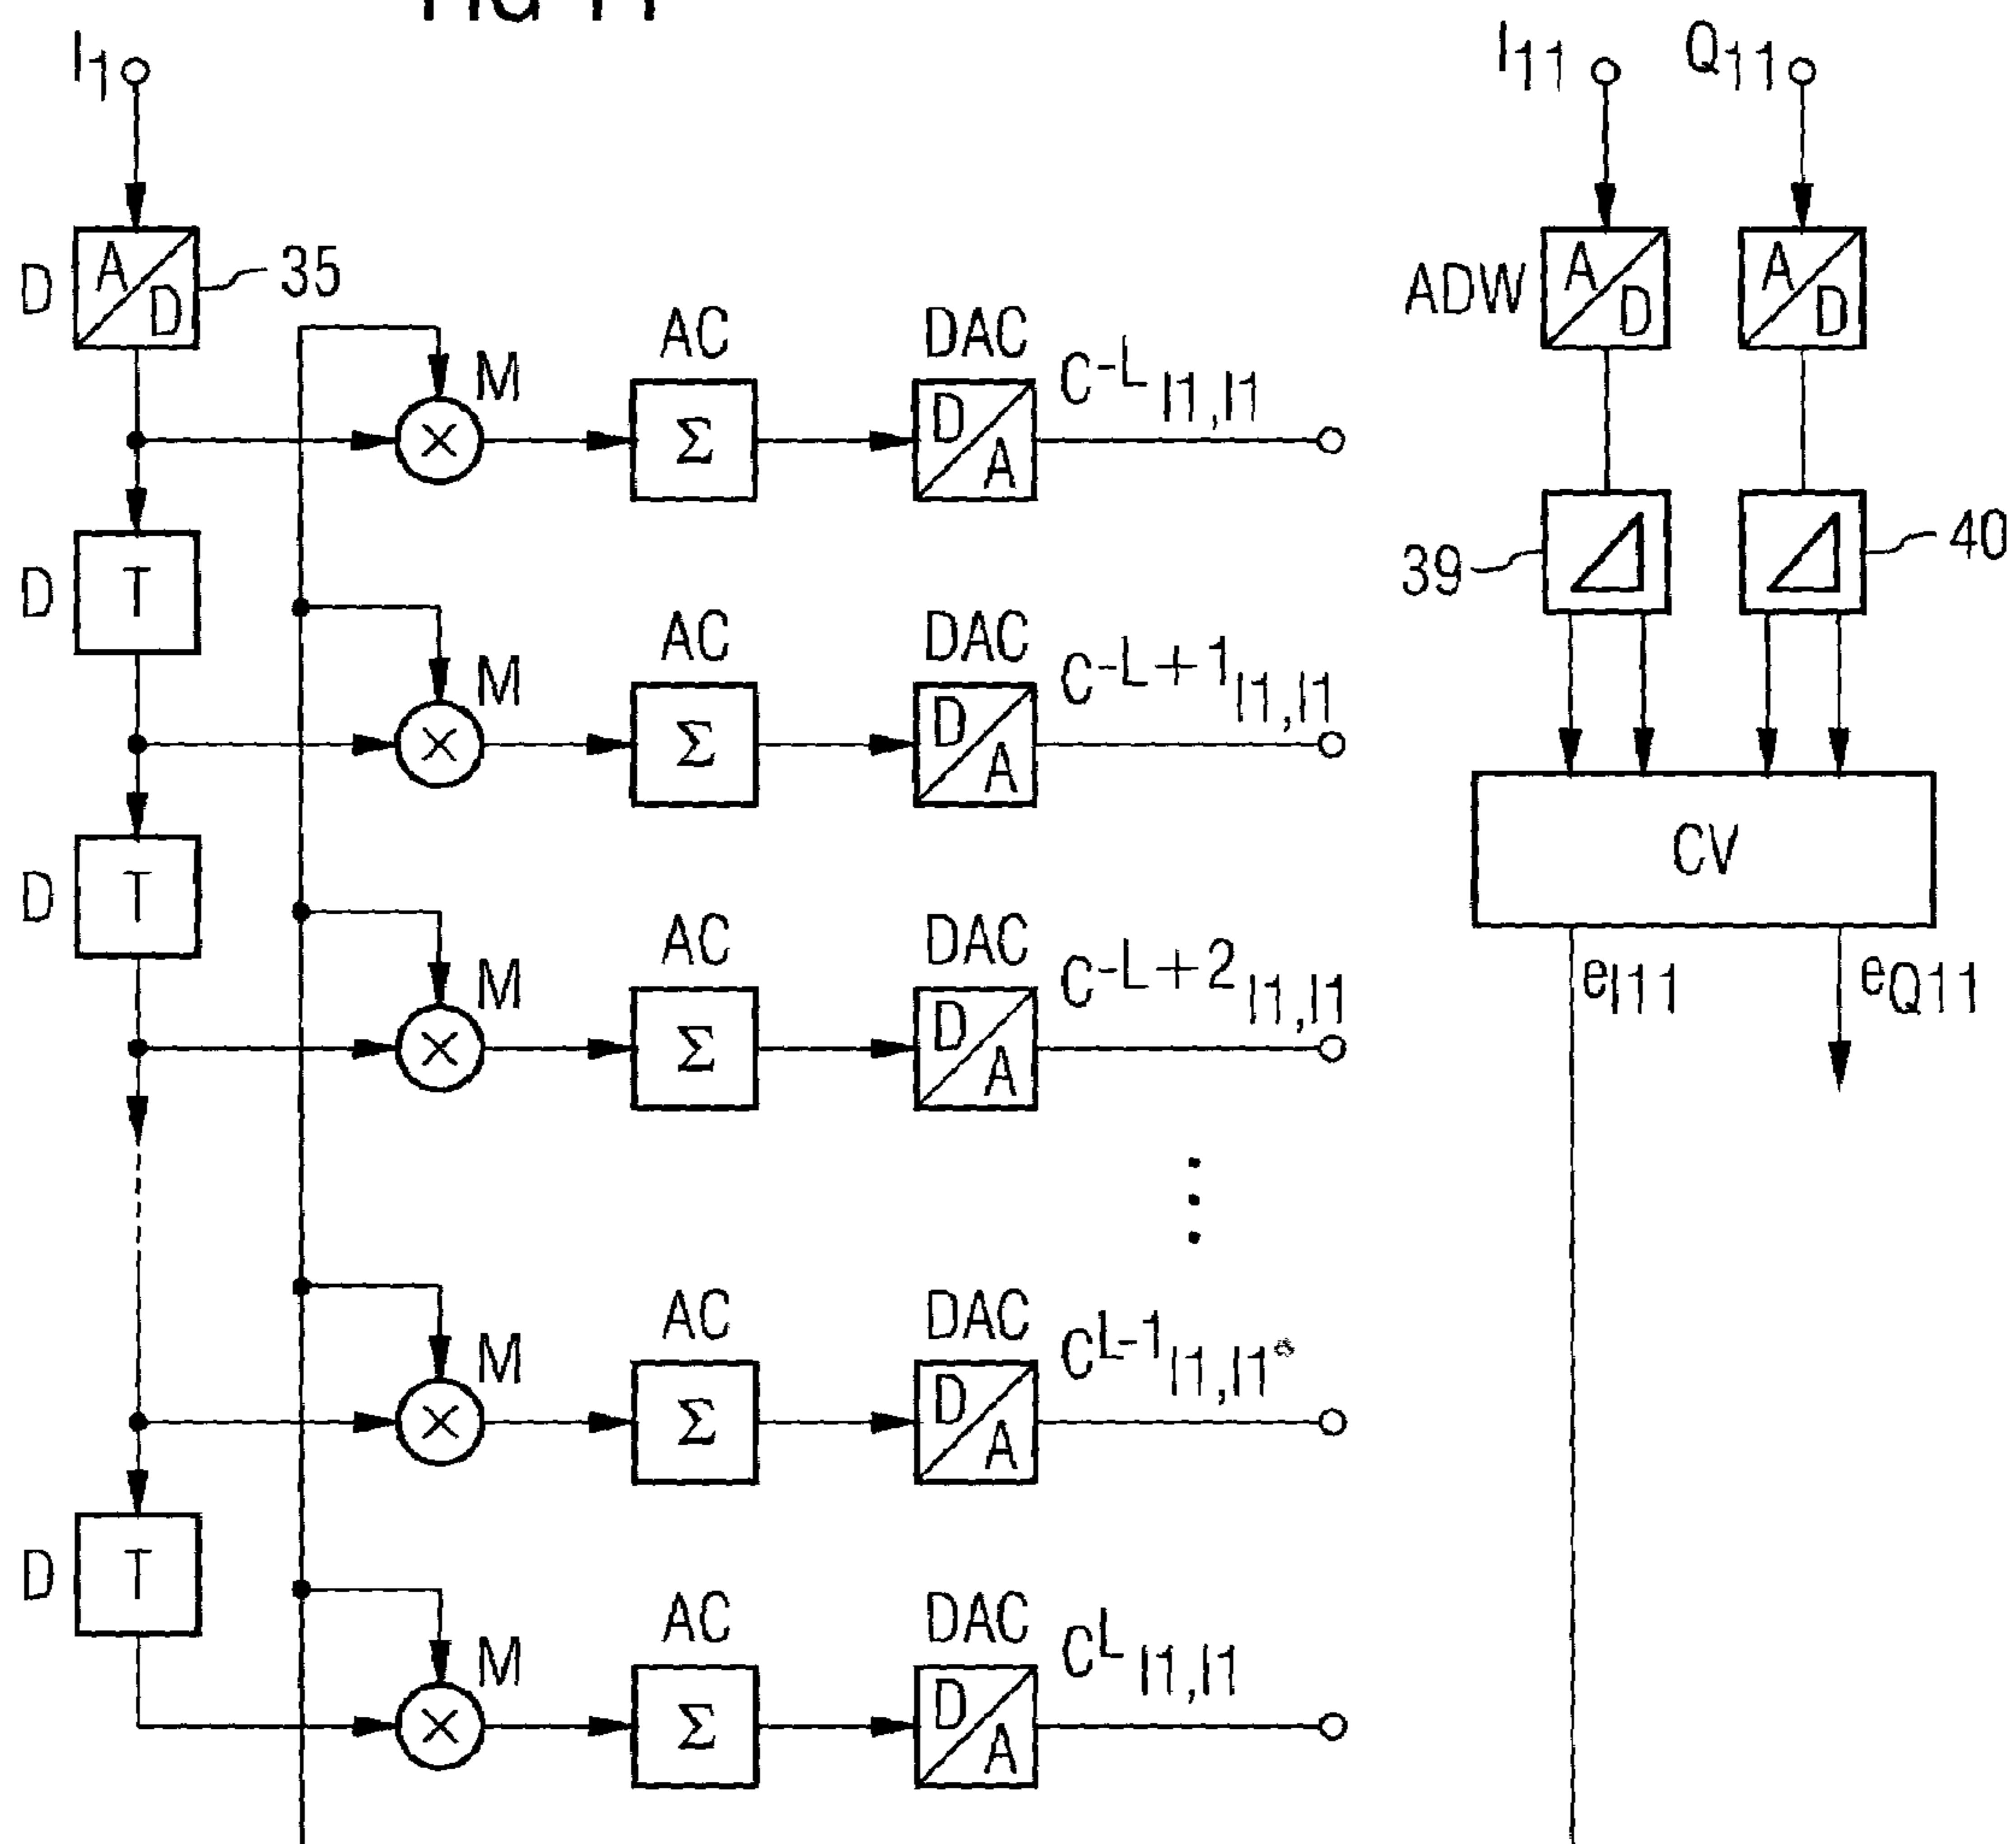 I1
I11 Q11
D A/D 35
ADW A/D A/D
M AC Σ DAC D/A C-L I1,I1
39 40
D T
M AC Σ DAC D/A C-L+1 I1,I1
CV
D T
M AC Σ DAC D/A C-L+2 I1,I1
eI11 eQ11
M AC Σ DAC D/A CL-1 I1,I1*
D T
M AC Σ DAC D/A CL I1,I1